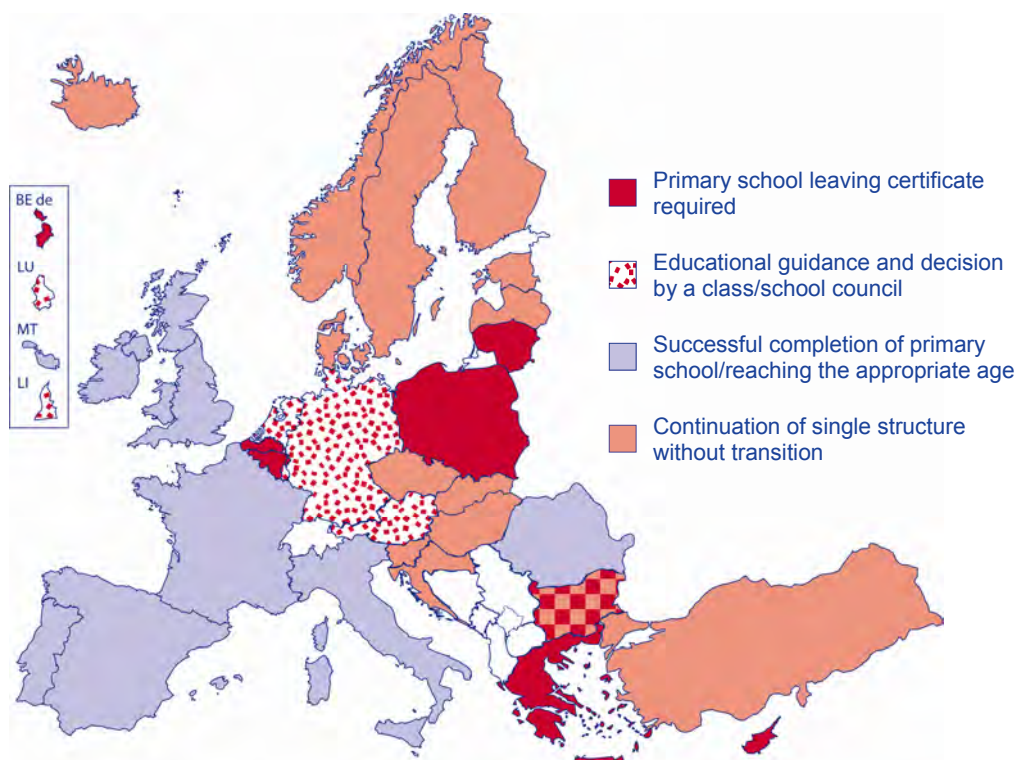 BE de
LU
MT
LI
Primary school leaving certificate
required
Educational guidance and decision
by a class/school council
Successful completion of primary
school/reaching the appropriate age
Continuation of single structure
without transition